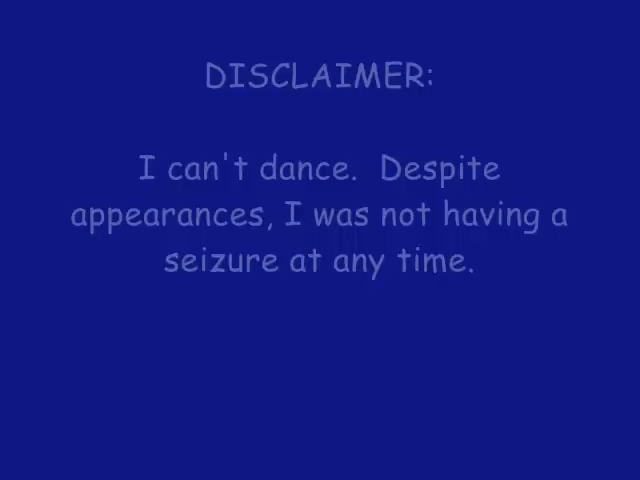 DISCLAIMER:
I can't dance.  Despite
appearances, I was not having a
seizure at any time.